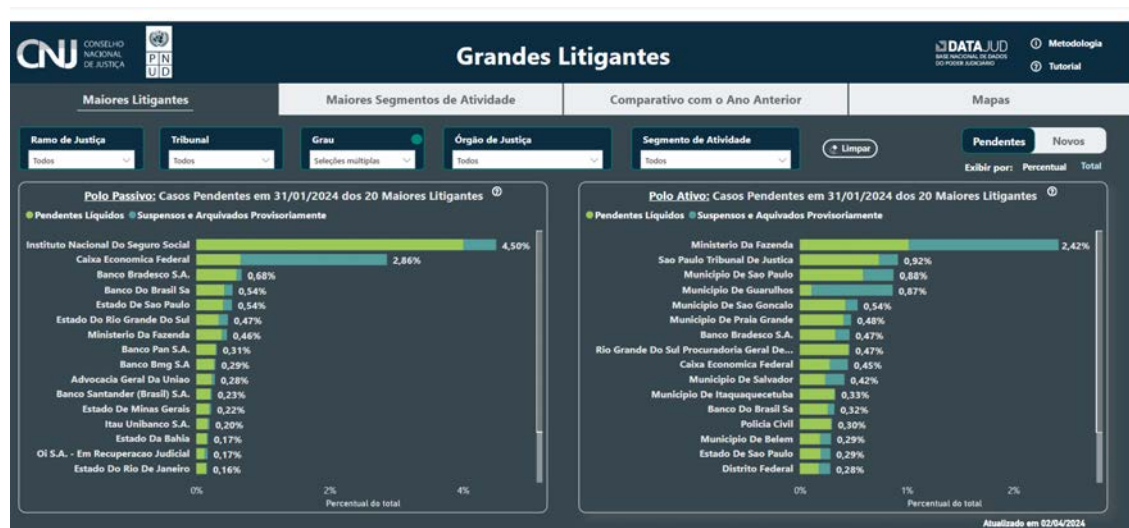 CNJ CONSELHO NACIONAL DE JUSTIÇA
PNUD
Grandes Litigantes
DATAJUD
BASE NACIONAL DE DADOS
DO PODER JUDICIÁRIO
Metodologia
Tutorial
Maiores Litigantes
Maiores Segmentos de Atividade
Comparativo com o Ano Anterior
Mapas
Ramo de Justiça
Todos
Tribunal
Todos
Grau
Seleções múltiplas
Órgão de Justiça
Todos
Segmento de Atividade
Todos
Limpar
Pendentes Novos
Exibir por: Percentual Total
Polo Passivo: Casos Pendentes em 31/01/2024 dos 20 Maiores Litigantes
Pendentes Líquidos Suspensos e Arquivados Provisoriamente
Instituto Nacional Do Seguro Social 4,50%
Caixa Economica Federal 2,86%
Banco Bradesco S.A. 0,68%
Banco Do Brasil Sa 0,54%
Estado De Sao Paulo 0,54%
Estado Do Rio Grande Do Sul 0,47%
Ministerio Da Fazenda 0,46%
Banco Pan S.A. 0,31%
Banco Bmg S.A 0,29%
Advocacia Geral Da Uniao 0,28%
Banco Santander (Brasil) S.A. 0,23%
Estado De Minas Gerais 0,22%
Itau Unibanco S.A. 0,20%
Estado Da Bahia 0,17%
Oi S.A. - Em Recuperacao Judicial 0,17%
Estado Do Rio De Janeiro 0,16%
0% 2% 4%
Percentual do total
Polo Ativo: Casos Pendentes em 31/01/2024 dos 20 Maiores Litigantes
Pendentes Líquidos Suspensos e Aquivados Provisoriamente
Ministerio Da Fazenda 2,42%
Sao Paulo Tribunal De Justica 0,92%
Municipio De Sao Paulo 0,88%
Municipio De Guarulhos 0,87%
Municipio De Sao Goncalo 0,54%
Municipio De Praia Grande 0,48%
Banco Bradesco S.A. 0,47%
Rio Grande Do Sul Procuradoria Geral De... 0,47%
Caixa Economica Federal 0,45%
Municipio De Salvador 0,42%
Municipio De Itaquaquecetuba 0,33%
Banco Do Brasil Sa 0,32%
Policia Civil 0,30%
Municipio De Belem 0,29%
Estado De Sao Paulo 0,29%
Distrito Federal 0,28%
0% 1% 2%
Percentual do total
Atualizado em 02/04/2024